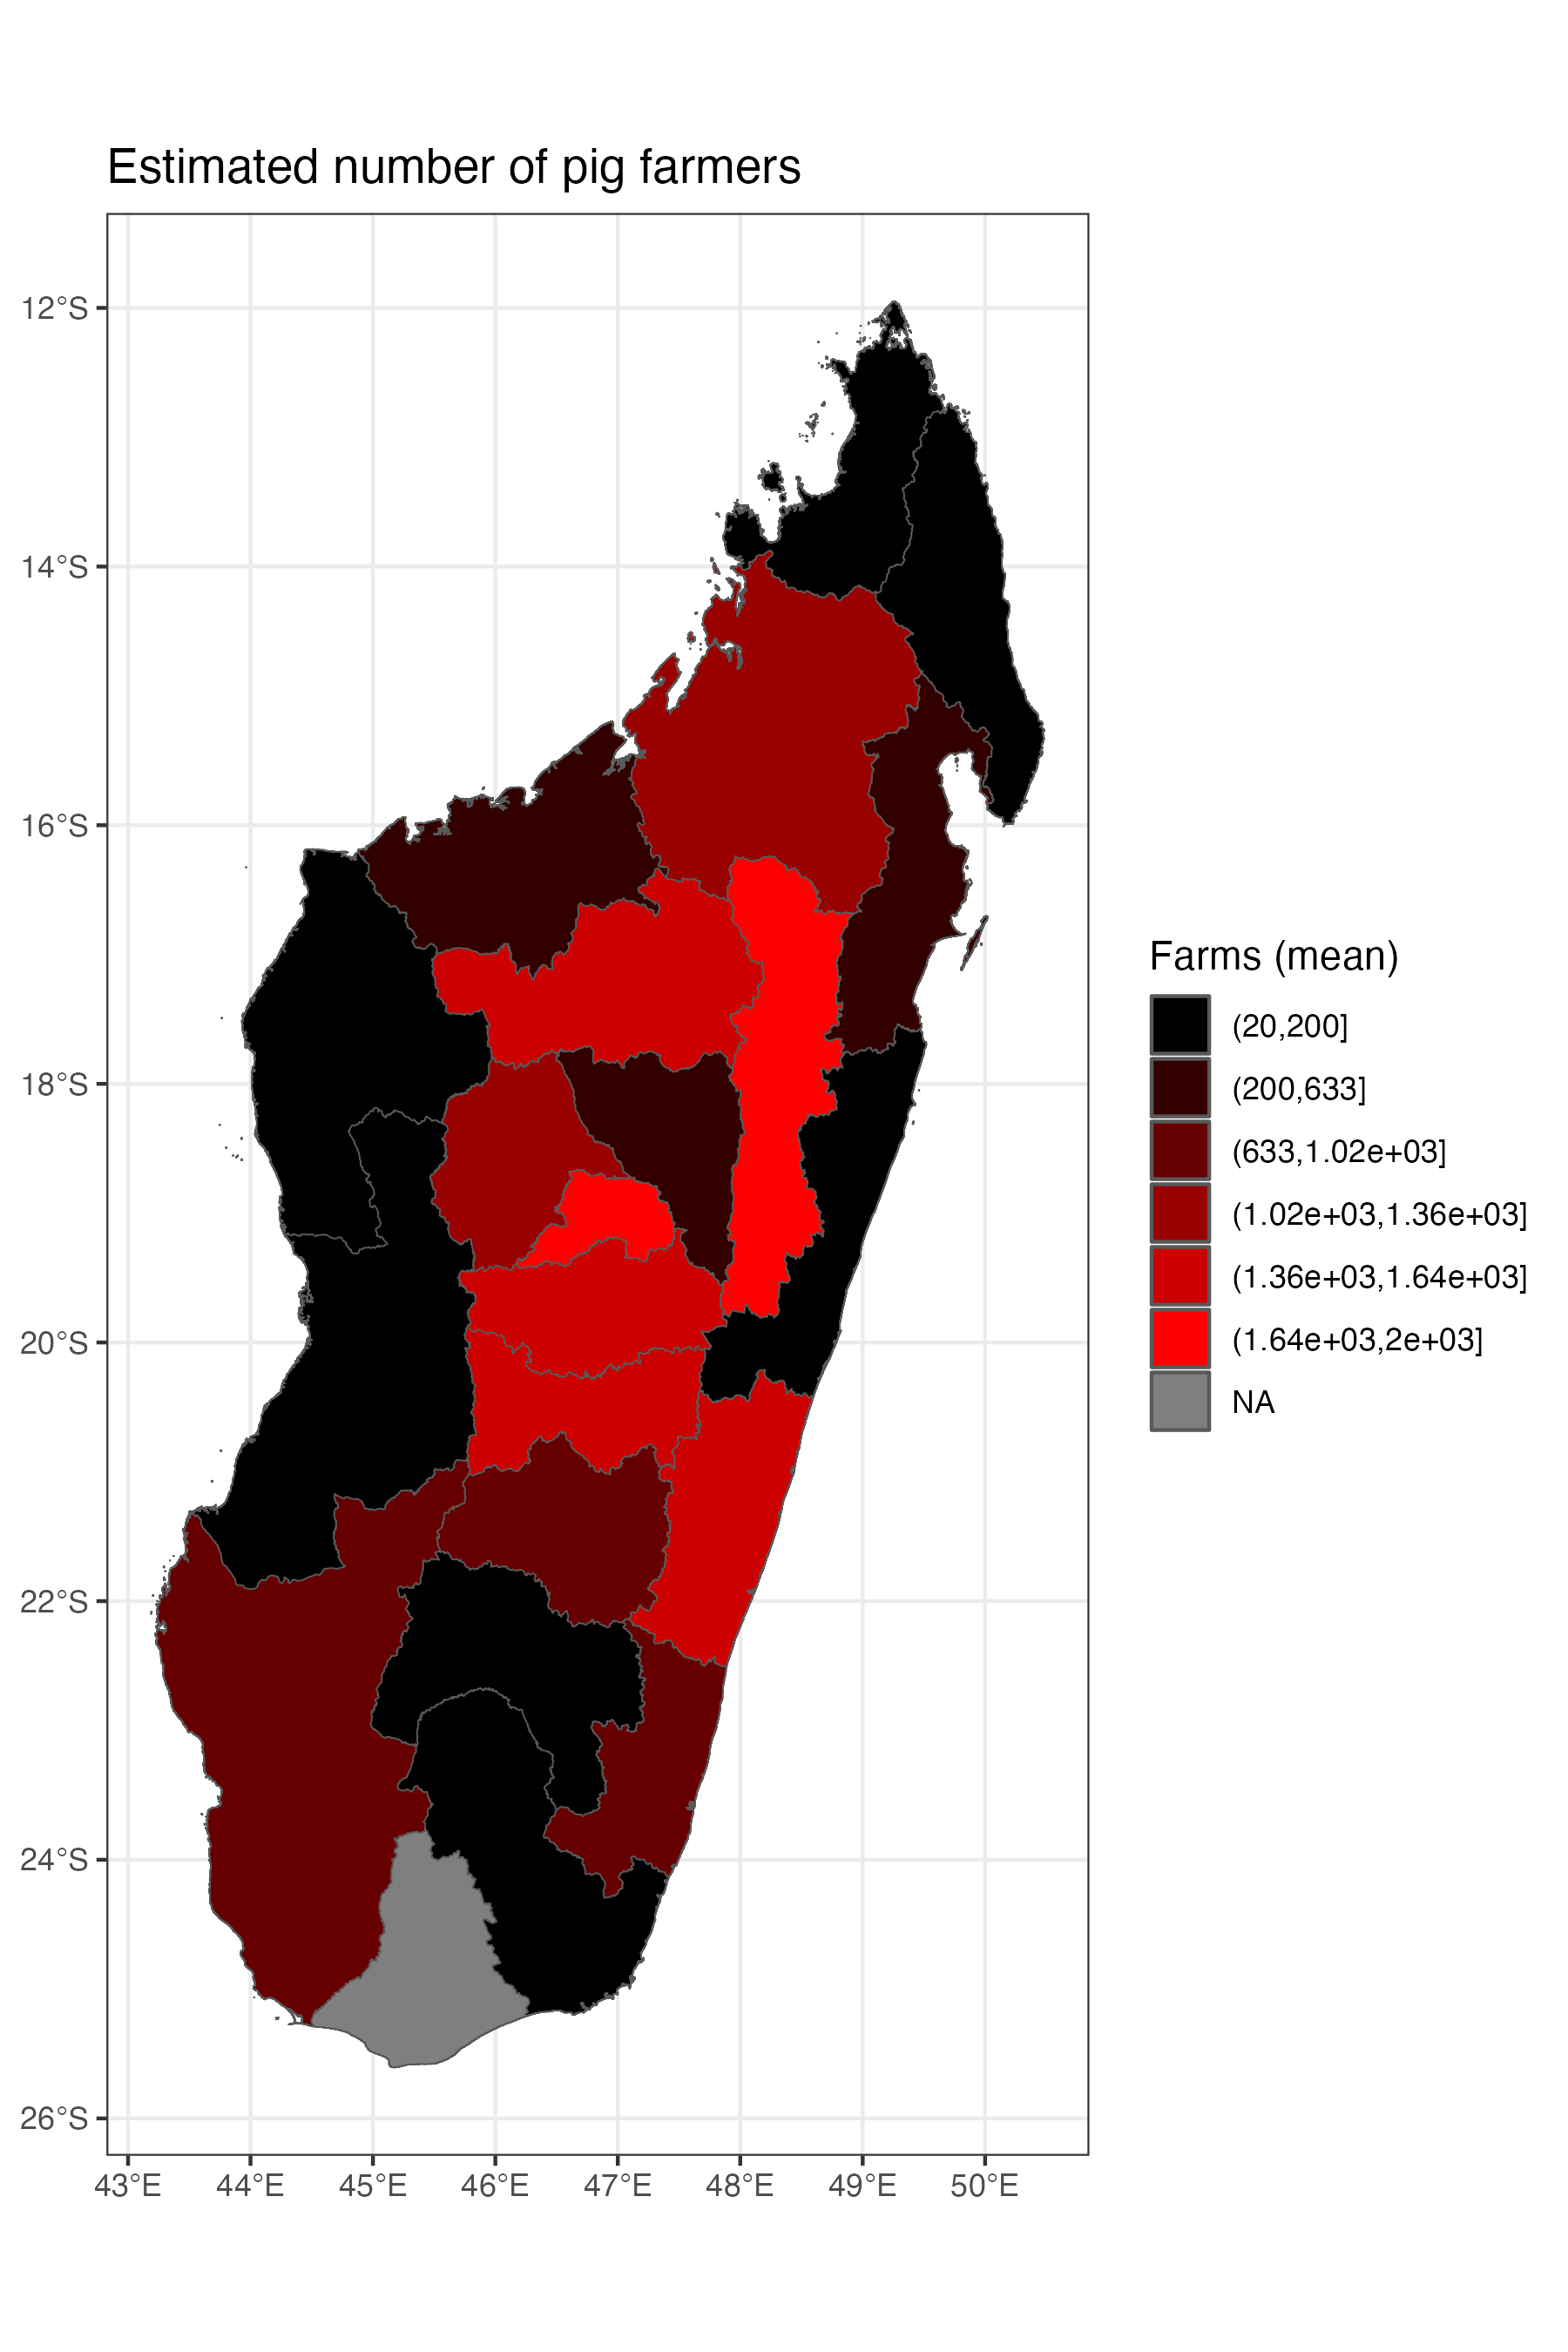 Estimated number of pig farmers
12°S
14°S
16°S
18°S
20°S
22°S
24°S
26°S
43°E 44°E 45°E 46°E 47°E 48°E 49°E 50°E
Farms (mean)
(20,200]
(200,633]
(633,1.02e+03]
(1.02e+03,1.36e+03]
(1.36e+03,1.64e+03]
(1.64e+03,2e+03]
NA